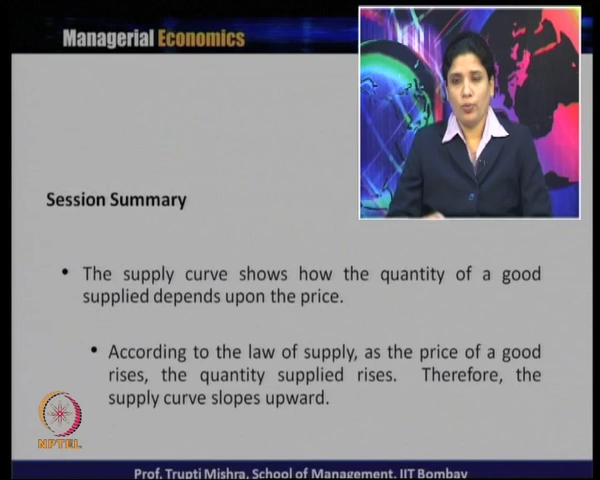 Managerial Economics
Session Summary
• The supply curve shows how the quantity of a good
supplied depends upon the price.
• According to the law of supply, as the price of a good
rises, the quantity supplied rises. Therefore, the
supply curve slopes upward.
NPTEL
Prof. Trupti Mishra, School of Management, IIT Bombay